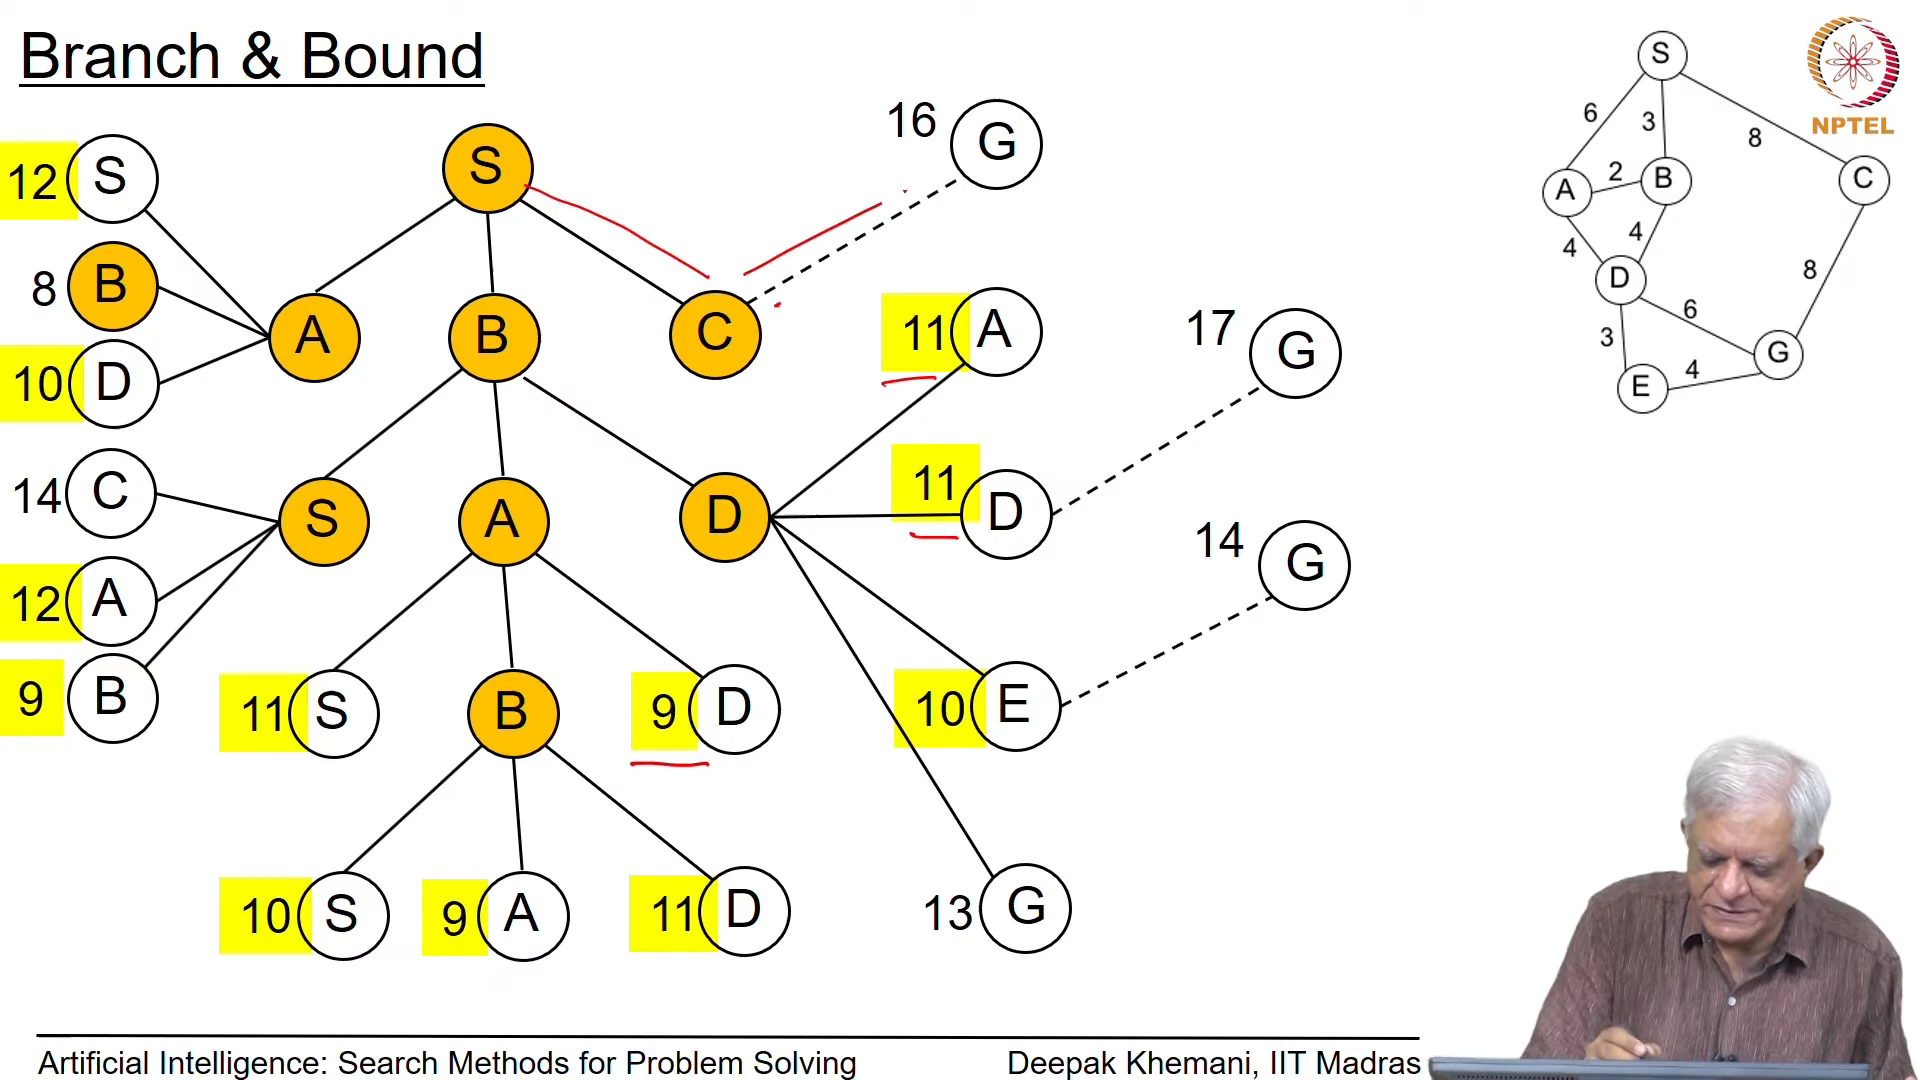 Branch & Bound
NPTEL
S
6
3
8
A
2
B
C
4
4
D
6
8
3
G
E
4
16 G
12 S
S
8 B
A
B
C
10 D
11 A
17 G
14 C
S
A
D
11 D
14 G
12 A
9 B
11 S
B
9 D
10 E
10 S
9 A
11 D
13 G
Artificial Intelligence: Search Methods for Problem Solving
Deepak Khemani, IIT Madras